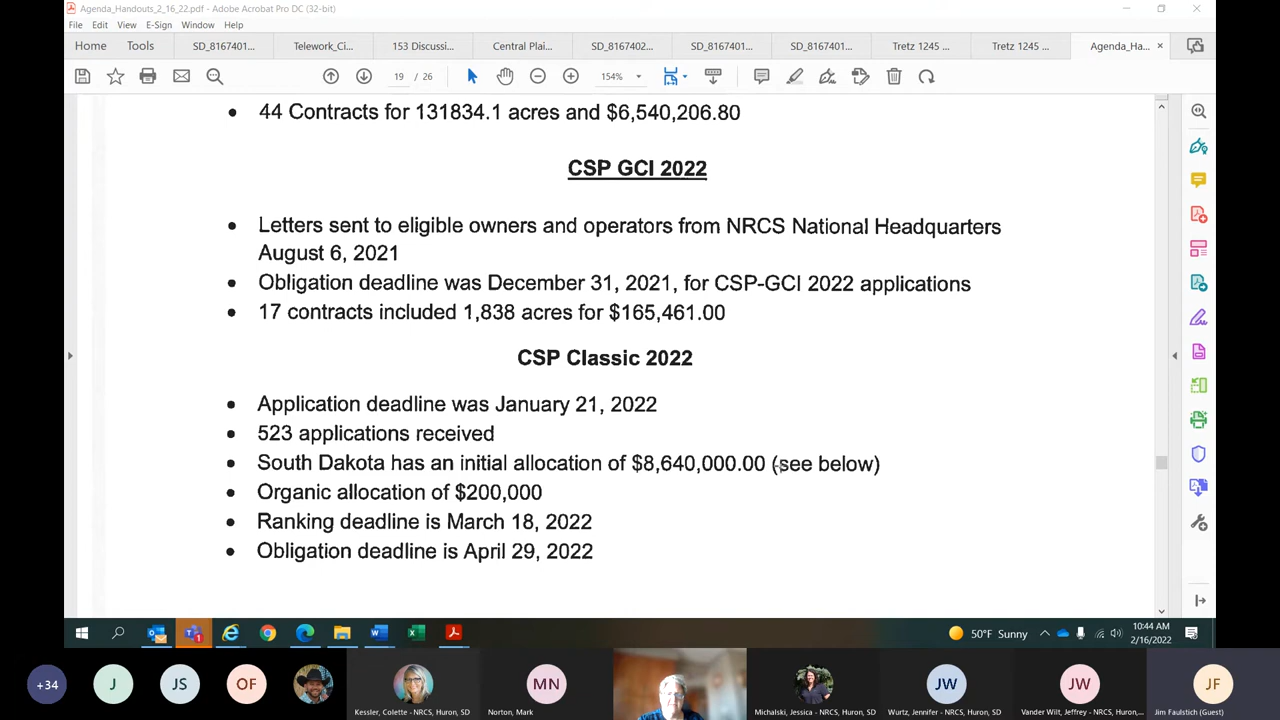 Agenda_Handouts_2_16_22.pdf - Adobe Acrobat Pro DC (32-bit)
File Edit View E-Sign Window Help
Home Tools SD_8167401... Telework_Ci... 153 Discussi... Central Plai... SD_8167402... SD_8167401... SD_8167401... Tretz 1245 ... Tretz 1245 ... Agenda_Ha... ×
19 / 26 154%
• 44 Contracts for 131834.1 acres and $6,540,206.80
CSP GCI 2022
• Letters sent to eligible owners and operators from NRCS National Headquarters
August 6, 2021
• Obligation deadline was December 31, 2021, for CSP-GCI 2022 applications
• 17 contracts included 1,838 acres for $165,461.00
CSP Classic 2022
• Application deadline was January 21, 2022
• 523 applications received
• South Dakota has an initial allocation of $8,640,000.00 (see below)
• Organic allocation of $200,000
• Ranking deadline is March 18, 2022
• Obligation deadline is April 29, 2022
50°F Sunny
10:44 AM
2/16/2022
+34 J JS OF MN JW JW JF
Kessler, Colette - NRCS, Huron, SD
Norton, Mark
Michalski, Jessica - NRCS, Huron, SD
Wurtz, Jennifer - NRCS, Huron, SD
Vander Wilt, Jeffrey - NRCS, Huron, SD
Jim Faulstich (Guest)